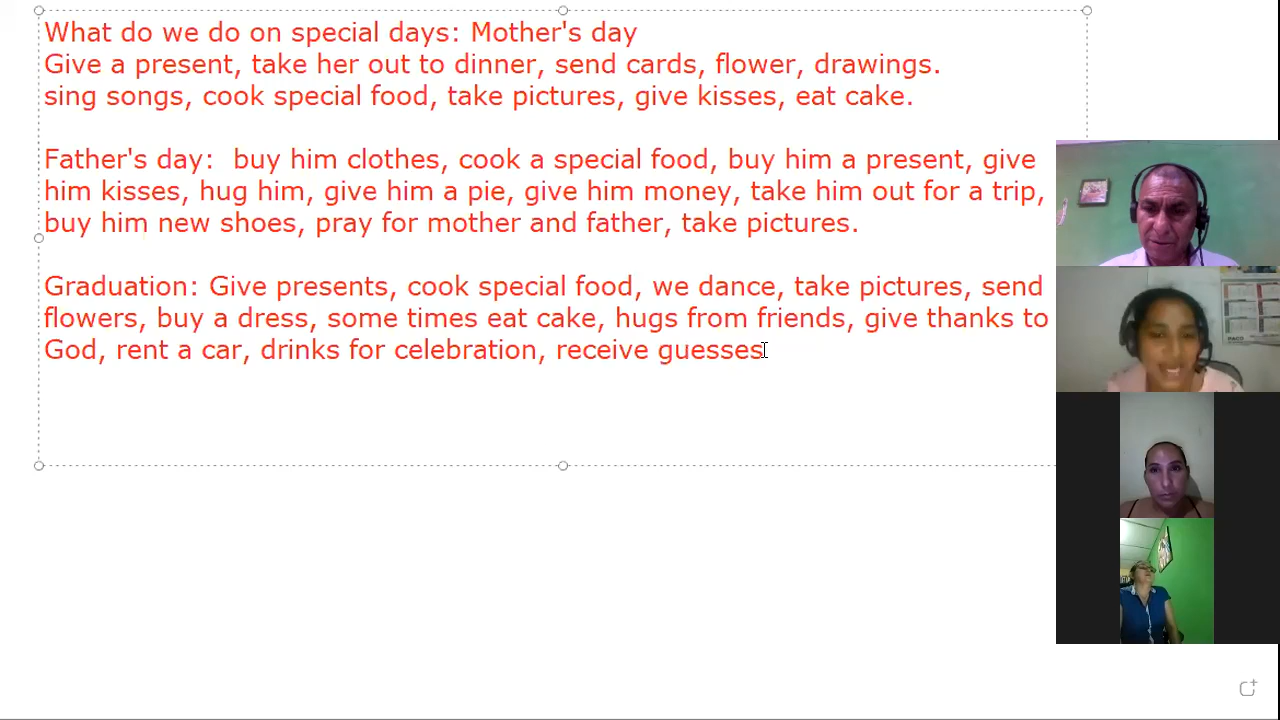 What do we do on special days: Mother's day
Give a present, take her out to dinner, send cards, flower, drawings.
sing songs, cook special food, take pictures, give kisses, eat cake.
Father's day:  buy him clothes, cook a special food, buy him a present, give
him kisses, hug him, give him a pie, give him money, take him out for a trip,
buy him new shoes, pray for mother and father, take pictures.
Graduation: Give presents, cook special food, we dance, take pictures, send
flowers, buy a dress, some times eat cake, hugs from friends, give thanks to
God, rent a car, drinks for celebration, receive guesses